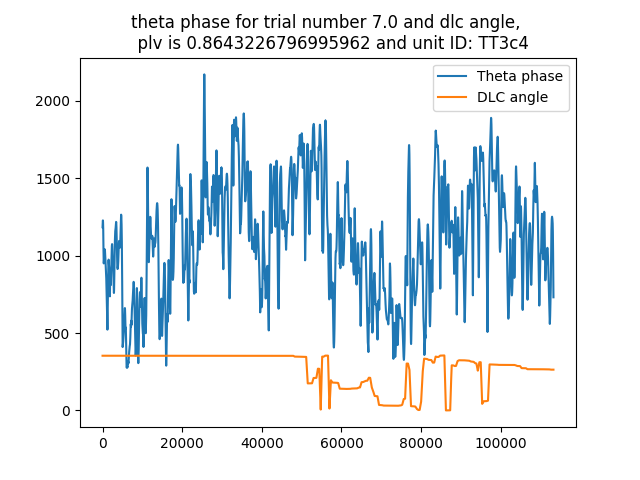 theta phase for trial number 7.0 and dlc angle,
plv is 0.8643226796995962 and unit ID: TT3c4
Theta phase
DLC angle
2000
1500
1000
500
0
0 20000 40000 60000 80000 100000